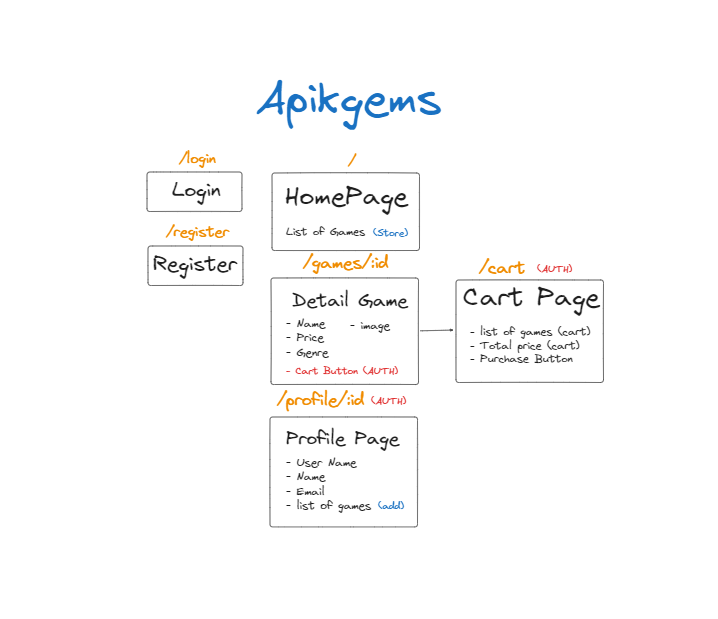 Apikgems
/login
Login
/register
Register
/
HomePage
List of Games (Store)
/games/:id
Detail Game
- Name
- image
- Price
- Genre
- Cart Button (AUTH)
/cart (AUTH)
Cart Page
- list of games (cart)
- Total price (cart)
- Purchase Button
/profile/:id (AUTH)
Profile Page
- User Name
- Name
- Email
- list of games (add)